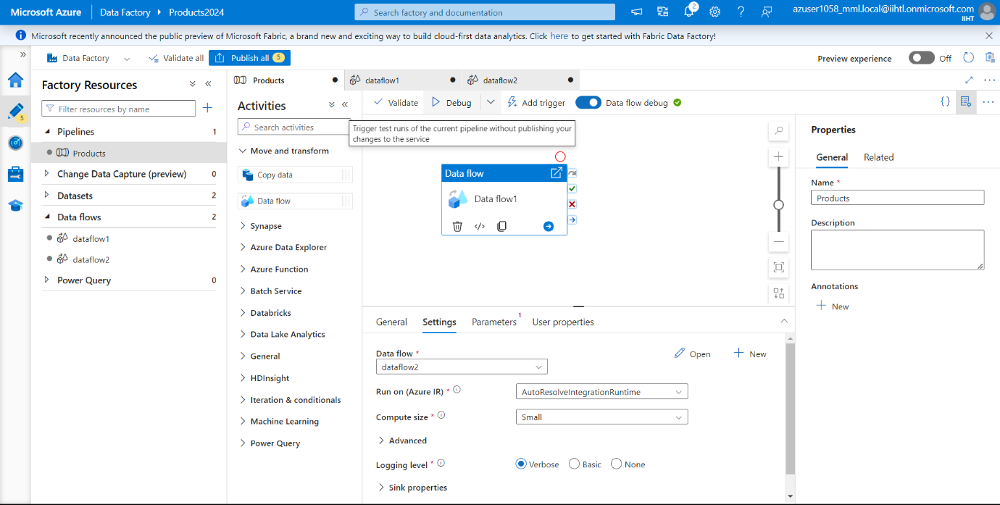 Microsoft Azure
Data Factory
Products2024
Search factory and documentation
2
azuser1058_mml.local@iihtl.onmicrosoft.com
IIHT
Microsoft recently announced the public preview of Microsoft Fabric, a brand new and exciting way to build cloud-first data analytics. Click here to get started with Fabric Data Factory!
Data Factory
Validate all
Publish all 5
Preview experience
Off
5
Factory Resources
Filter resources by name
Pipelines 1
Products
Change Data Capture (preview) 0
Datasets 2
Data flows 2
dataflow1
dataflow2
Power Query 0
Products
dataflow1
dataflow2
Activities
Search activities
Move and transform
Copy data
Data flow
Synapse
Azure Data Explorer
Azure Function
Batch Service
Databricks
Data Lake Analytics
General
HDInsight
Iteration & conditionals
Machine Learning
Power Query
Validate
Debug
Add trigger
Data flow debug
Trigger test runs of the current pipeline without publishing your
changes to the service
Data flow
Data flow1
General
Settings
Parameters 1
User properties
Data flow *
dataflow2
Open
New
Run on (Azure IR) *
AutoResolveIntegrationRuntime
Compute size *
Small
Advanced
Logging level *
Verbose
Basic
None
Sink properties
Properties
General
Related
Name *
Products
Description
Annotations
New